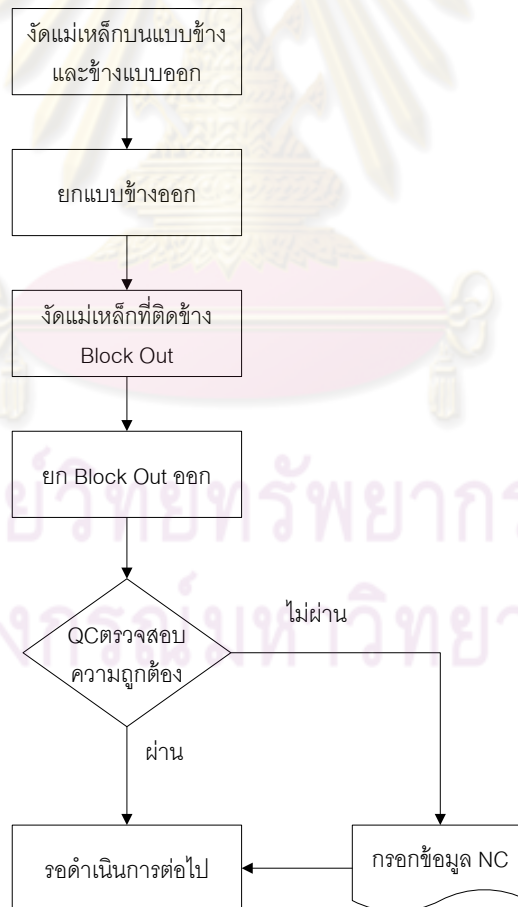 งัดแม่เหล็กบนแบบข้าง
และข้างแบบออก
ยกแบบข้างออก
งัดแม่เหล็กที่ติดข้าง
Block Out
ยก Block Out ออก
QCตรวจสอบ
ความถูกต้อง
ไม่ผ่าน
ผ่าน
รอดำเนินการต่อไป
กรอกข้อมูล NC